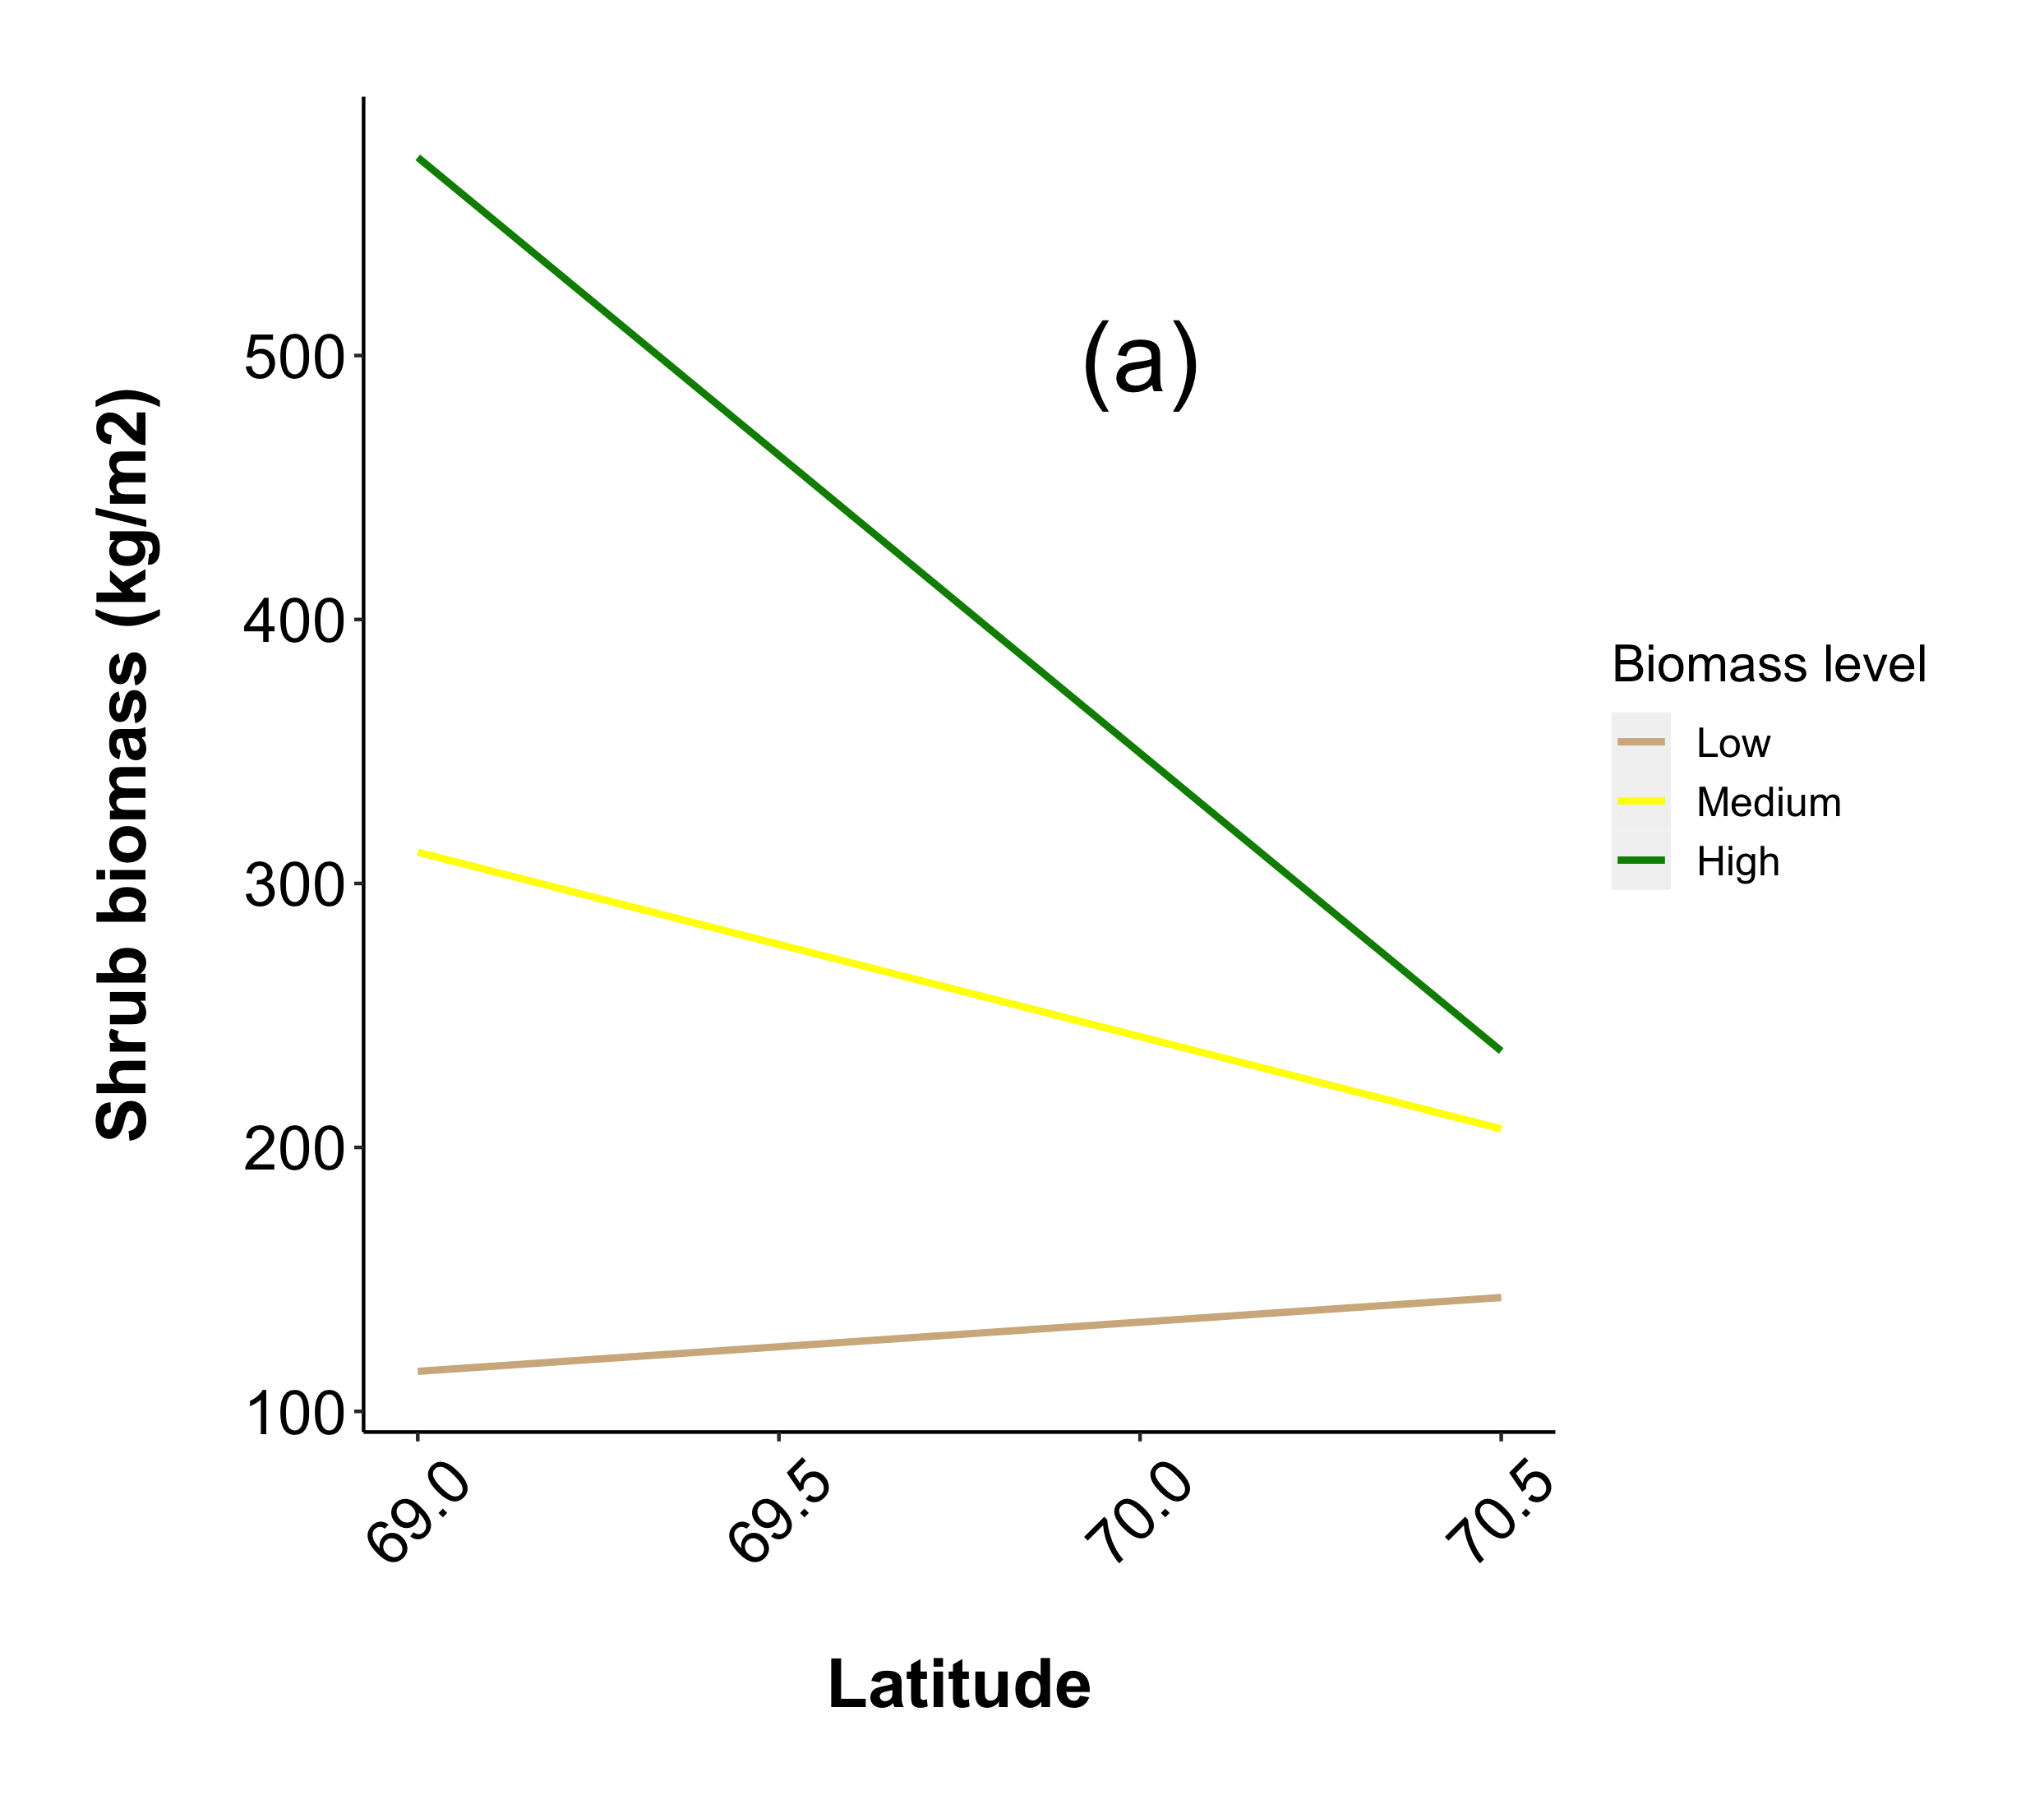 (a)
Shrub biomass (kg/m2)
500
400
300
200
100
69.0
69.5
70.0
70.5
Latitude
Biomass level
Low
Medium
High